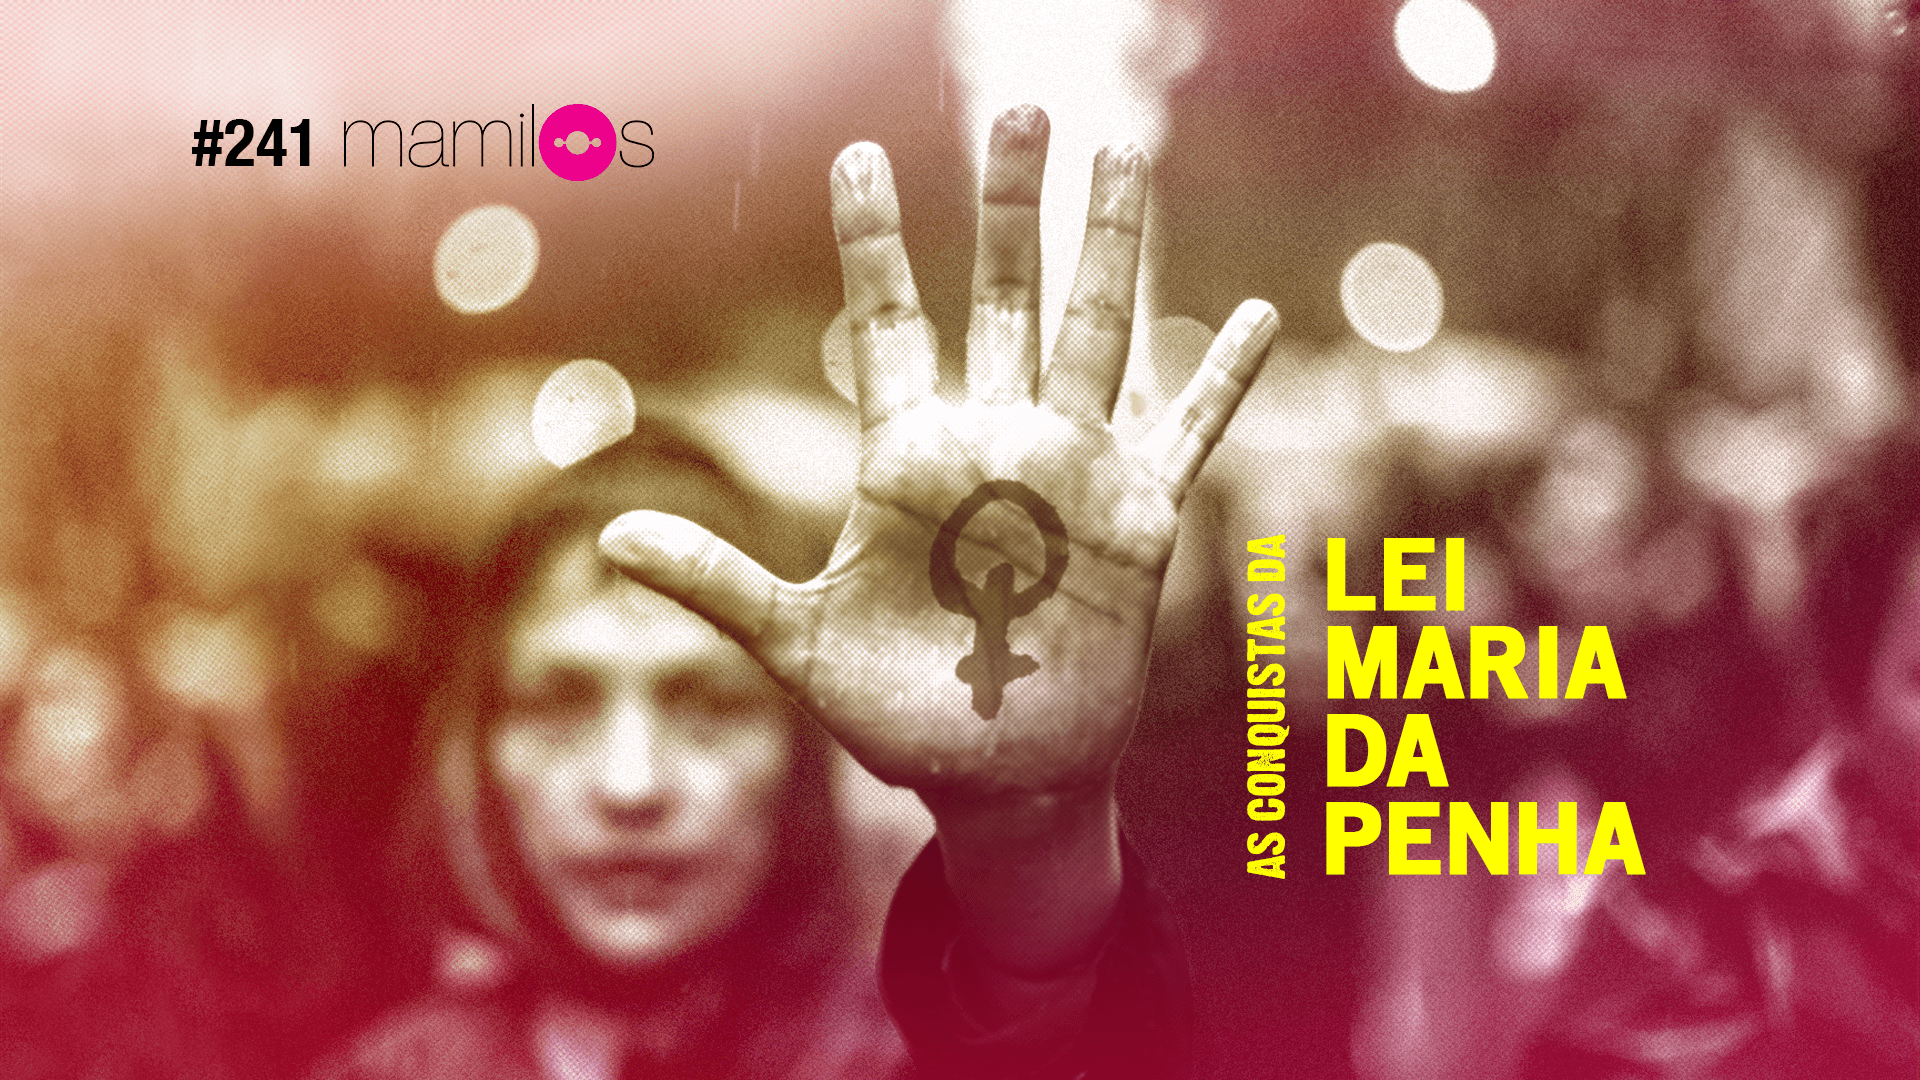 #241 mamilos
AS CONQUISTAS DA
LEI
MARIA
DA
PENHA